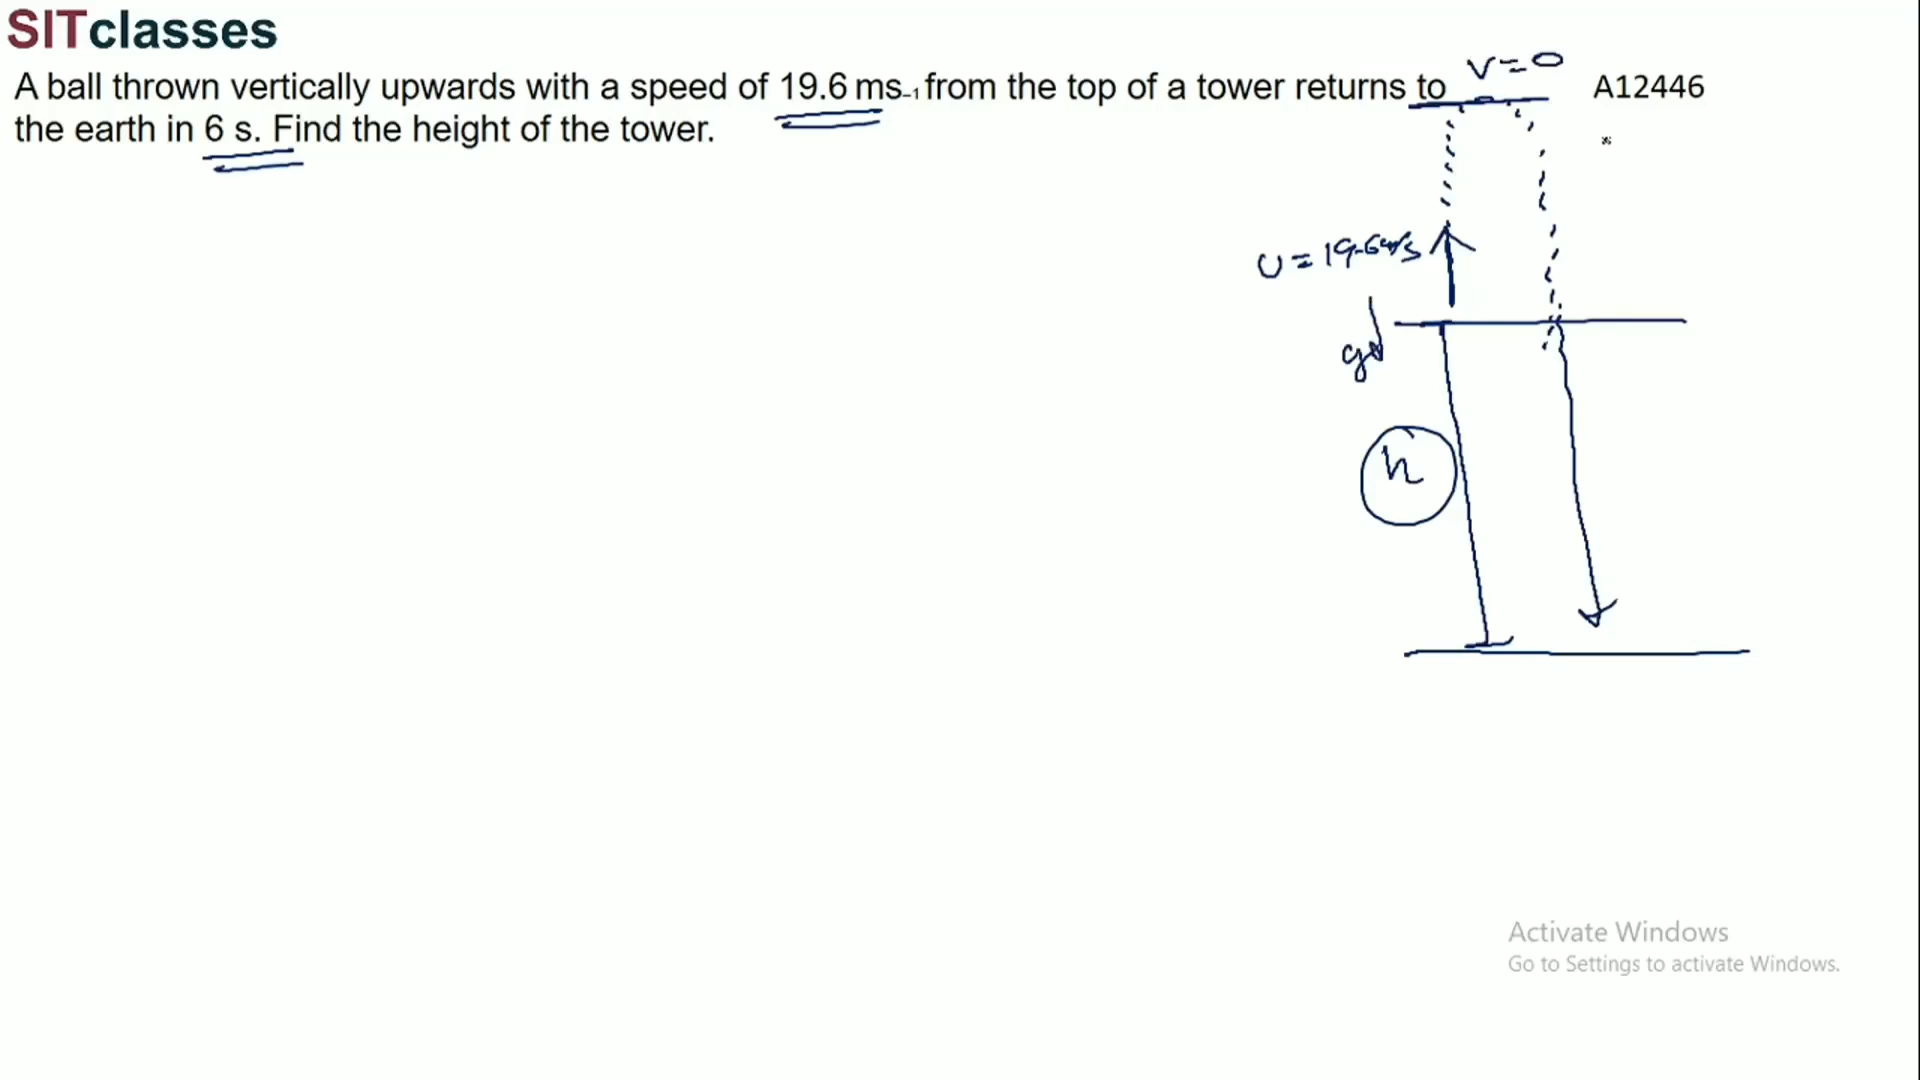 SITclasses
A ball thrown vertically upwards with a speed of 19.6 ms-1 from the top of a tower returns to
the earth in 6 s. Find the height of the tower.
v=0
A12446
u = 19.6m/s
g
h
Activate Windows
Go to Settings to activate Windows.